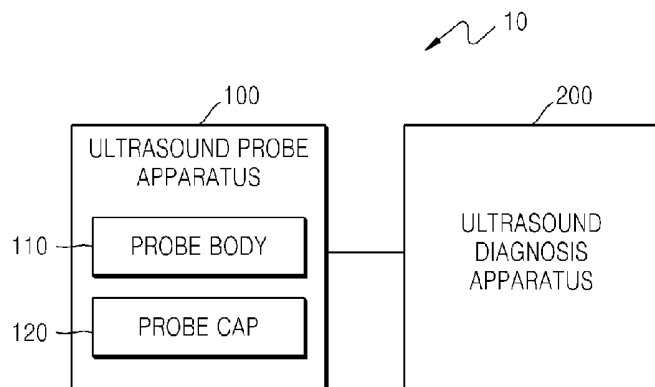 10
100
200
ULTRASOUND PROBE
APPARATUS
110
PROBE BODY
120
PROBE CAP
ULTRASOUND
DIAGNOSIS
APPARATUS